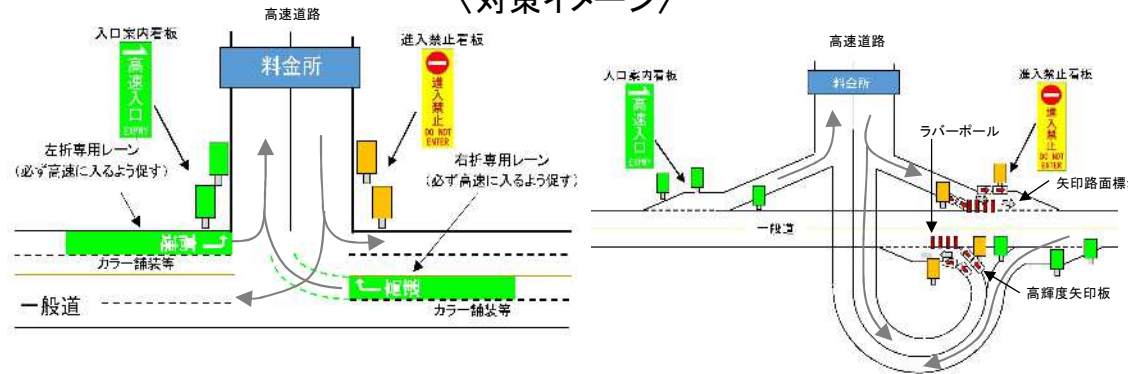 〈対策イメージ〉
高速道路
入口案内看板
進入禁止看板
料金所
高速入口
EXPWY
進入禁止
DO NOT
ENTER
左折専用レーン
(必ず高速に入るよう促す)
右折専用レーン
(必ず高速に入るよう促す)
高速
カラー舗装等
高速
一般道
カラー舗装等
高速道路
入口案内看板
進入禁止看板
料金所
高速入口
EXPWY
進入禁止
DO NOT
ENTER
ラバーポール
矢印路面標
一般道
高輝度矢印板